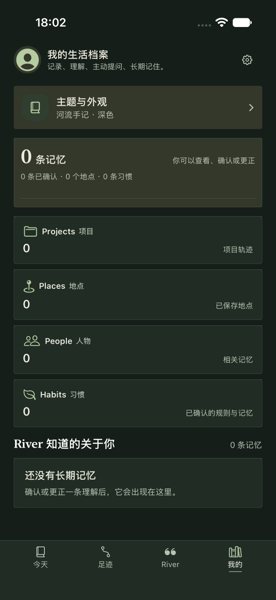 18:02
我的生活档案
记录、理解、主动提问、长期记住。
主题与外观
河流手记 · 深色
0 条记忆
你可以查看、确认或更正
0 条已确认 · 0 个地点 · 0 条习惯
Projects 项目
0
项目轨迹
Places 地点
0
已保存地点
People 人物
0
相关记忆
Habits 习惯
0
已确认的规则与记忆
River 知道的关于你
0 条记忆
还没有长期记忆
确认或更正一条理解后，它会出现在这里。
今天
足迹
River
我的